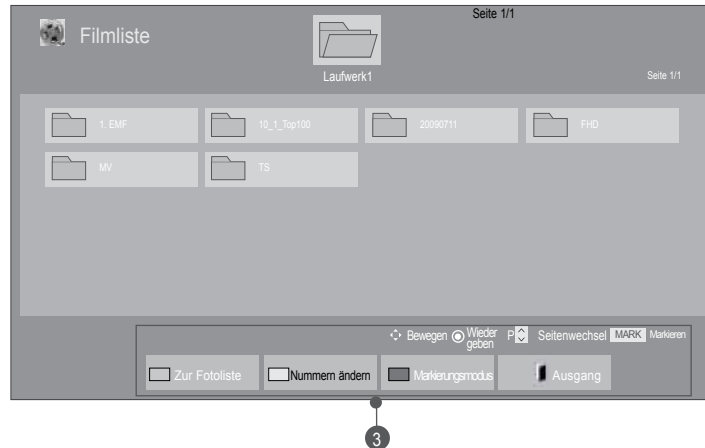 Seite 1/1
Filmliste
Laufwerk1
Seite 1/1
1. EMF
10_1_Top100
20090711
FHD
MV
TS
Bewegen Wieder geben P Seitenwechsel MARK Markieren
Zur Fotoliste Nummern ändern Markierungsmodus Ausgang
3